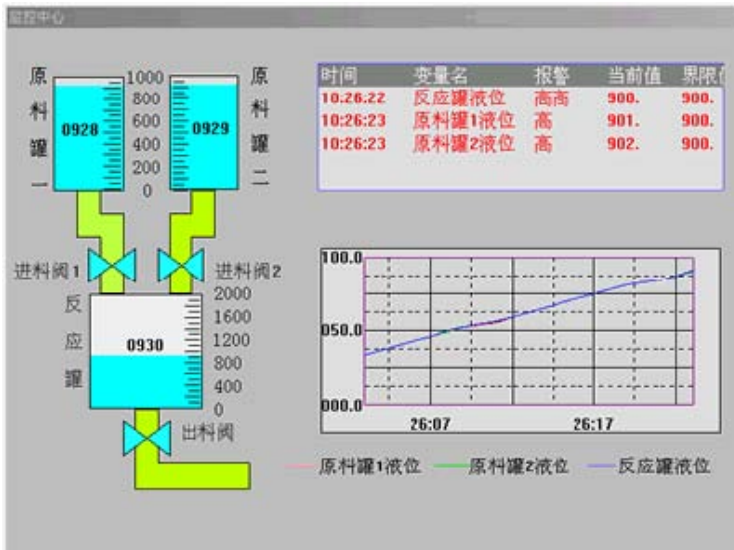 监控中心
原料罐一
0928
1000
800
600
400
200
0
0929
原料罐二
进料阀1
进料阀2
反应罐
0930
2000
1600
1200
800
400
0
出料阀
时间 变量名 报警 当前值 界限
10:26:22 反应罐液位 高高 900. 900.
10:26:23 原料罐1液位 高 901. 900.
10:26:23 原料罐2液位 高 902. 900.
100.0
050.0
000.0
26:07 26:17
原料罐1液位 原料罐2液位 反应罐液位